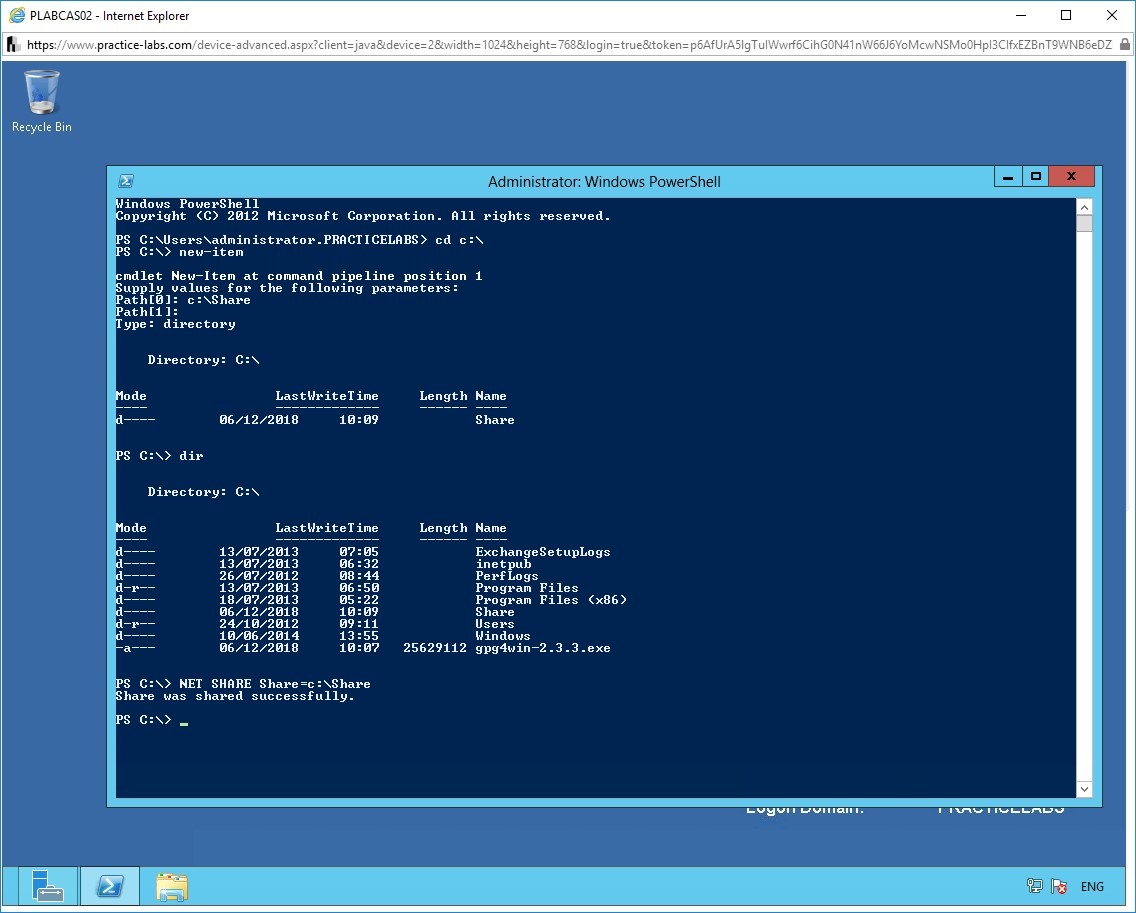 PLABCAS02 - Internet Explorer
https://www.practice-labs.com/device-advanced.aspx?client=java&device=2&width=1024&height=768&login=true&token=p6AfUrA5IgTulWwrf6CihG0N41nW66J6YoMcwNSMo0HpI3ClfxEZBnT9WNB6eDZ
Recycle Bin
Administrator: Windows PowerShell
Windows PowerShell
Copyright (C) 2012 Microsoft Corporation. All rights reserved.
PS C:\Users\administrator.PRACTICELABS> cd c:\
PS C:\> new-item
cmdlet New-Item at command pipeline position 1
Supply values for the following parameters:
Path[0]: c:\Share
Path[1]:
Type: directory
Directory: C:\
Mode LastWriteTime Length Name
---- ------------- ------ ----
d---- 06/12/2018 10:09 Share
PS C:\> dir
Directory: C:\
Mode LastWriteTime Length Name
---- ------------- ------ ----
d---- 13/07/2013 07:05 ExchangeSetupLogs
d---- 13/07/2013 06:32 inetpub
d---- 26/07/2012 08:44 PerfLogs
d-r-- 13/07/2013 06:50 Program Files
d---- 18/07/2013 05:22 Program Files (x86)
d---- 06/12/2018 10:09 Share
d-r-- 24/10/2012 09:11 Users
d---- 10/06/2014 13:55 Windows
-a--- 06/12/2018 10:07 25629112 gpg4win-2.3.3.exe
PS C:\> NET SHARE Share=c:\Share
Share was shared successfully.
PS C:\> _
Logon Domain: PRACTICELABS
ENG